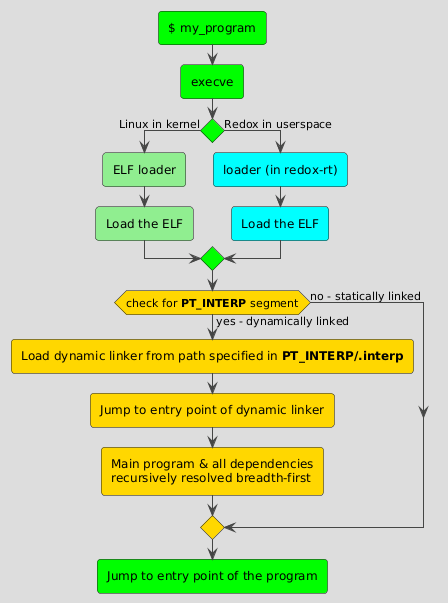 $ my_program
execve
Linux in kernel
Redox in userspace
ELF loader
loader (in redox-rt)
Load the ELF
Load the ELF
check for PT_INTERP segment
no - statically linked
yes - dynamically linked
Load dynamic linker from path specified in PT_INTERP/.interp
Jump to entry point of dynamic linker
Main program & all dependencies
recursively resolved breadth-first
Jump to entry point of the program